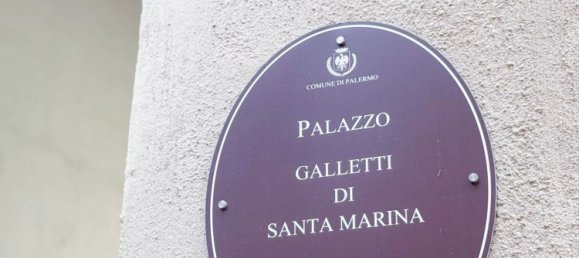 COMUNE DI PALERMO
PALAZZO
GALLETTI
DI
SANTA MARINA